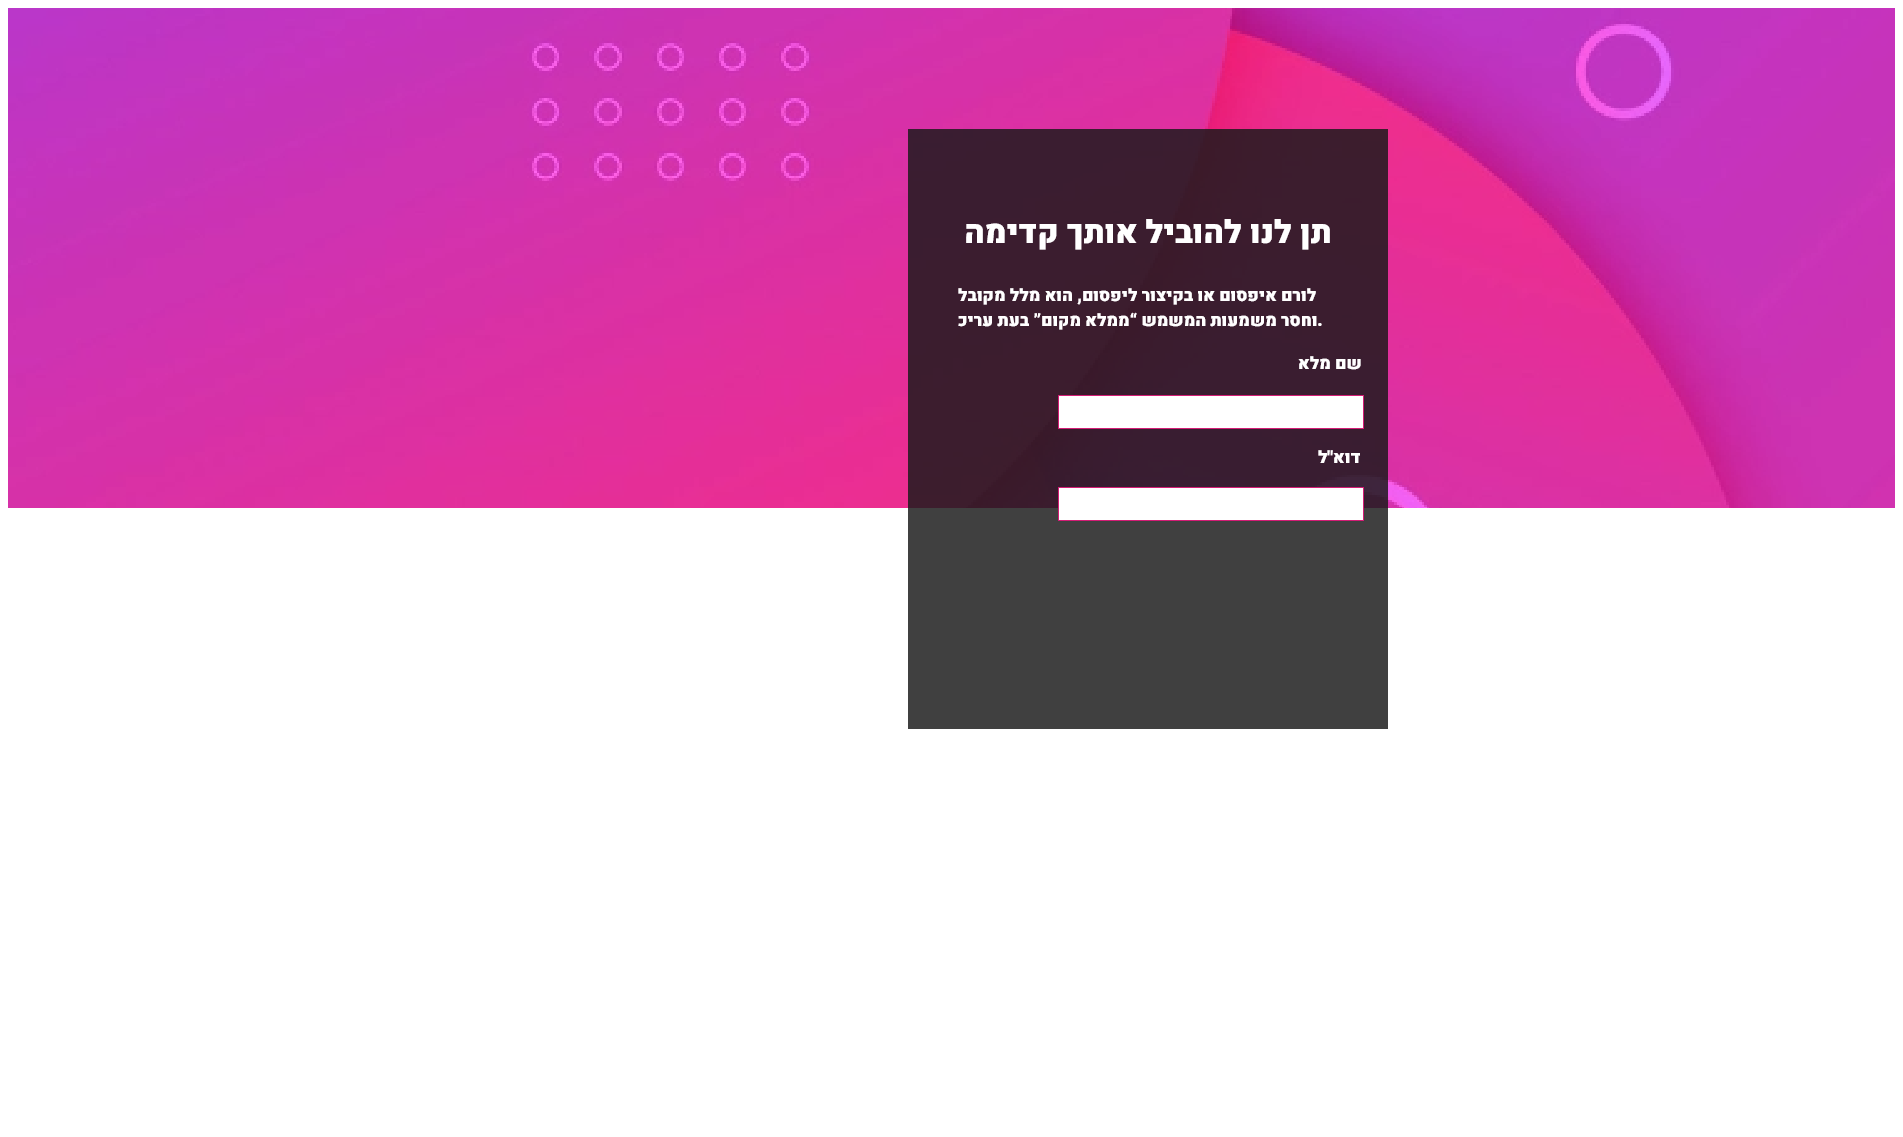 תן לנו להוביל אותך קדימה
לורם איפסום או בקיצור ליפסום, הוא מלל מקובל
וחסר משמעות המשמש “ממלא מקום” בעת עריכ.
שם מלא
דוא"ל